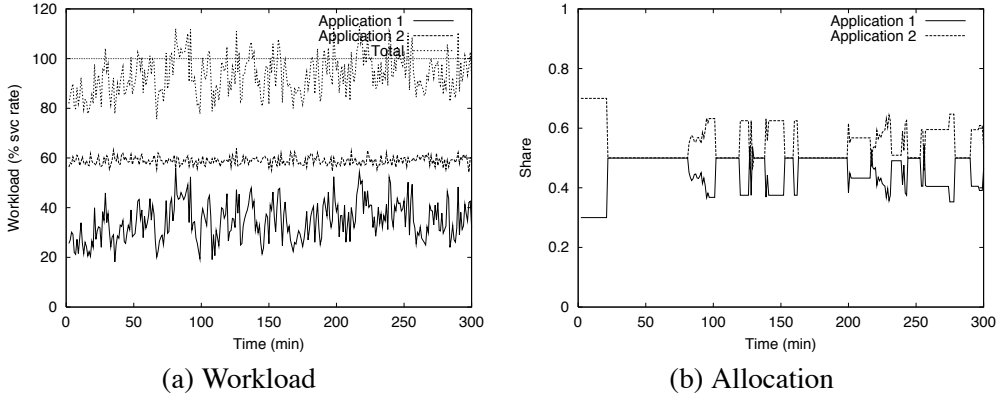 Application 1
Application 2
Total
Workload (% svc rate)
120
100
80
60
40
20
0
0 50 100 150 200 250 300
Time (min)
(a) Workload
Application 1
Application 2
Share
1
0.8
0.6
0.4
0.2
0
0 50 100 150 200 250 300
Time (min)
(b) Allocation